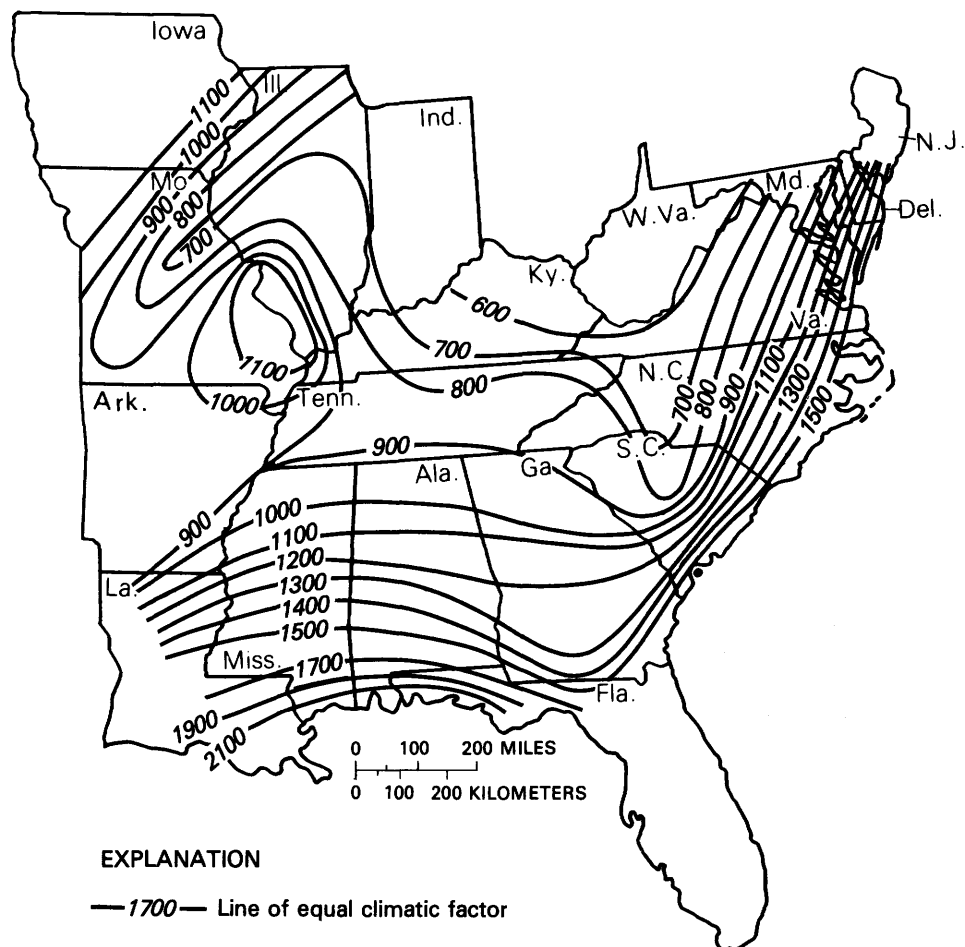 Iowa
1100
Ill
1000
Ind.
N.J.
Mo
900
800
Md.
W.Va.
Del.
700
Ky.
600
Va.
700
1100
800
N.C.
1000
Ark.
Tenn.
700
800
900
1100
1300
1500
900
S.C.
Ala.
Ga
900
1000
1100
1200
La.
1300
1400
1500
Miss.
1700
Fla.
1900
2100
0 100 200 MILES
0 100 200 KILOMETERS
EXPLANATION
1700 Line of equal climatic factor